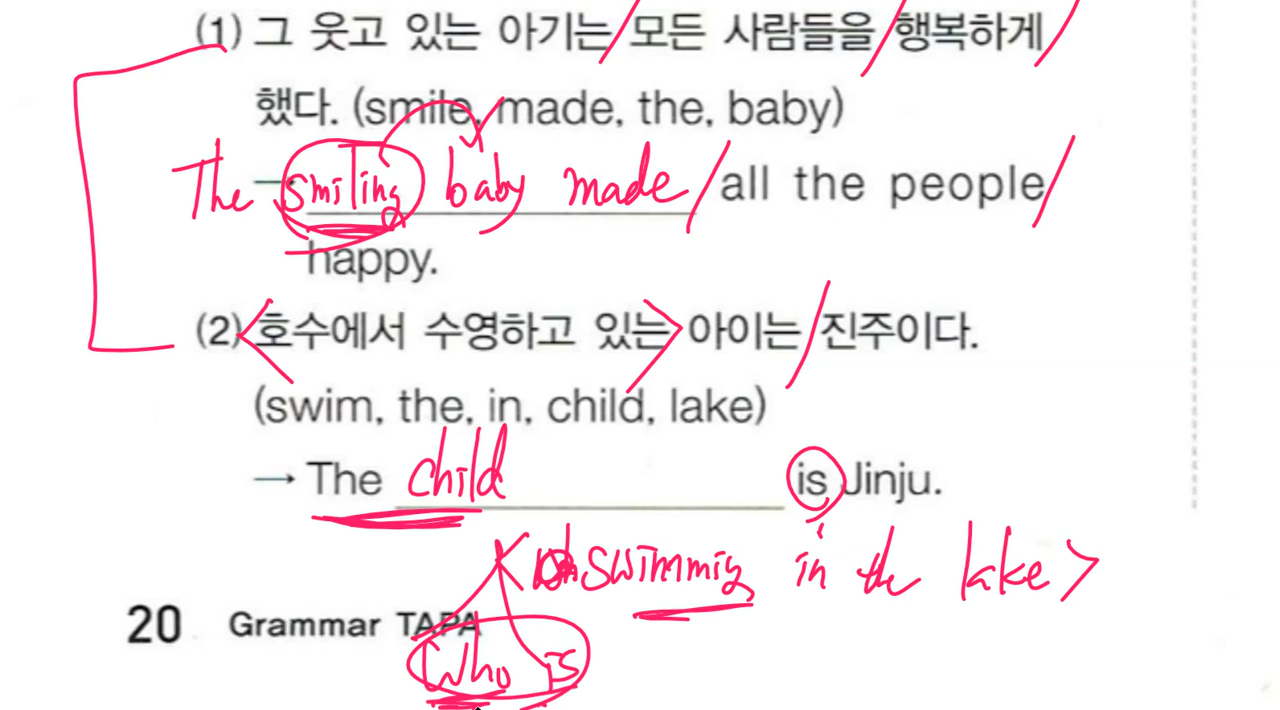 (1) 그 웃고 있는 아기는 / 모든 사람들을 / 행복하게 /
했다. (smile, made, the, baby)
→ The smiling baby made / all the people /
happy.
(2) <호수에서 수영하고 있는> 아이는 / 진주이다.
(swim, the, in, child, lake)
→ The child is Jinju.
swimmig in the lake >
20 Grammar TAPA
Who is